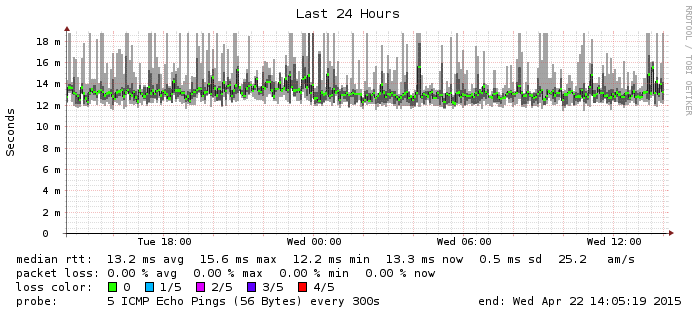 Last 24 Hours
RRDTOOL / TOBI OETIKER
Seconds
18 m
16 m
14 m
12 m
10 m
8 m
6 m
4 m
2 m
0
Tue 18:00 Wed 00:00 Wed 06:00 Wed 12:00
median rtt: 13.2 ms avg 15.6 ms max 12.2 ms min 13.3 ms now 0.5 ms sd 25.2 am/s
packet loss: 0.00 % avg 0.00 % max 0.00 % min 0.00 % now
loss color: 0 1/5 2/5 3/5 4/5
probe: 5 ICMP Echo Pings (56 Bytes) every 300s end: Wed Apr 22 14:05:19 2015